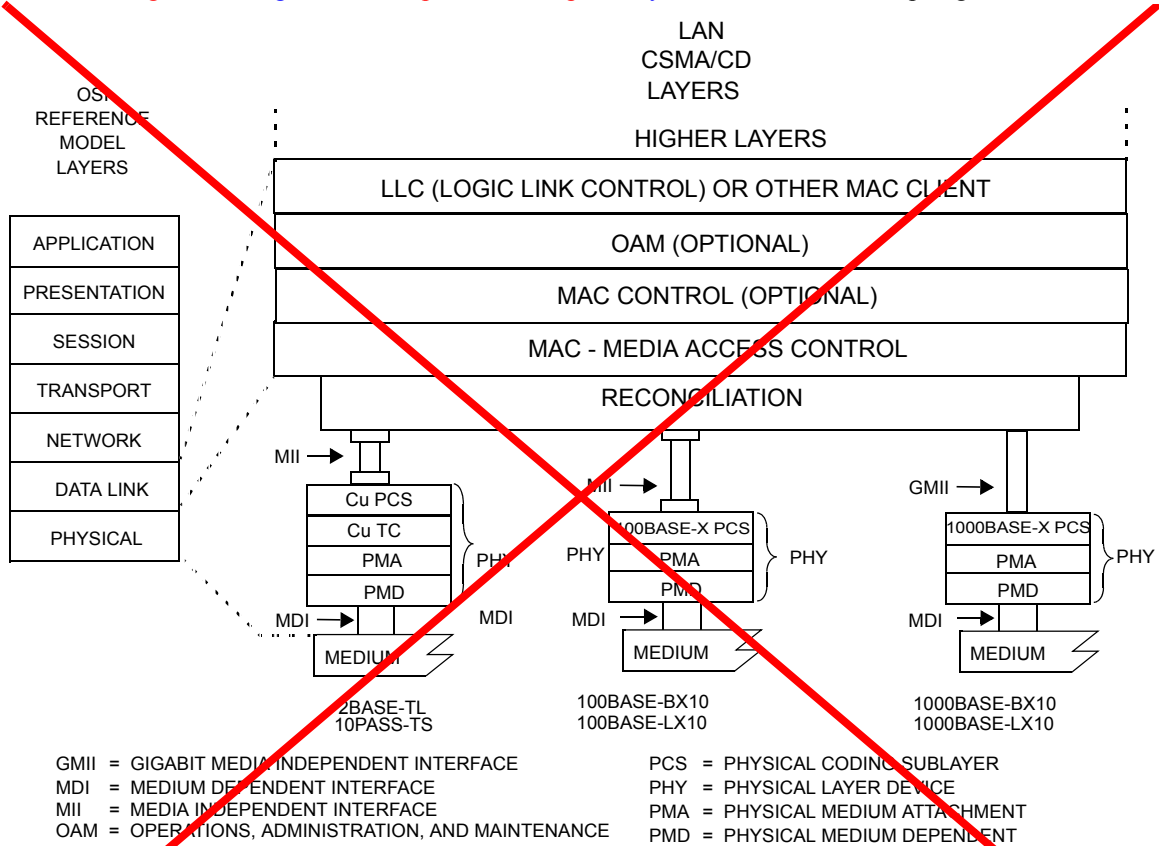 LAN
CSMA/CD
LAYERS
OSI
REFERENCE
MODEL
LAYERS
HIGHER LAYERS
LLC (LOGIC LINK CONTROL) OR OTHER MAC CLIENT
OAM (OPTIONAL)
MAC CONTROL (OPTIONAL)
MAC - MEDIA ACCESS CONTROL
RECONCILIATION
APPLICATION
PRESENTATION
SESSION
TRANSPORT
NETWORK
DATA LINK
PHYSICAL
MII
Cu PCS
Cu TC
PMA
PMD
PHY
MDI
MDI
MEDIUM
2BASE-TL
10PASS-TS
MII
100BASE-X PCS
PMA
PMD
PHY
PHY
MDI
MEDIUM
100BASE-BX10
100BASE-LX10
GMII
1000BASE-X PCS
PMA
PMD
PHY
MDI
MEDIUM
1000BASE-BX10
1000BASE-LX10
GMII = GIGABIT MEDIA INDEPENDENT INTERFACE
MDI = MEDIUM DEPENDENT INTERFACE
MII = MEDIA INDEPENDENT INTERFACE
OAM = OPERATIONS, ADMINISTRATION, AND MAINTENANCE
PCS = PHYSICAL CODING SUBLAYER
PHY = PHYSICAL LAYER DEVICE
PMA = PHYSICAL MEDIUM ATTACHMENT
PMD = PHYSICAL MEDIUM DEPENDENT